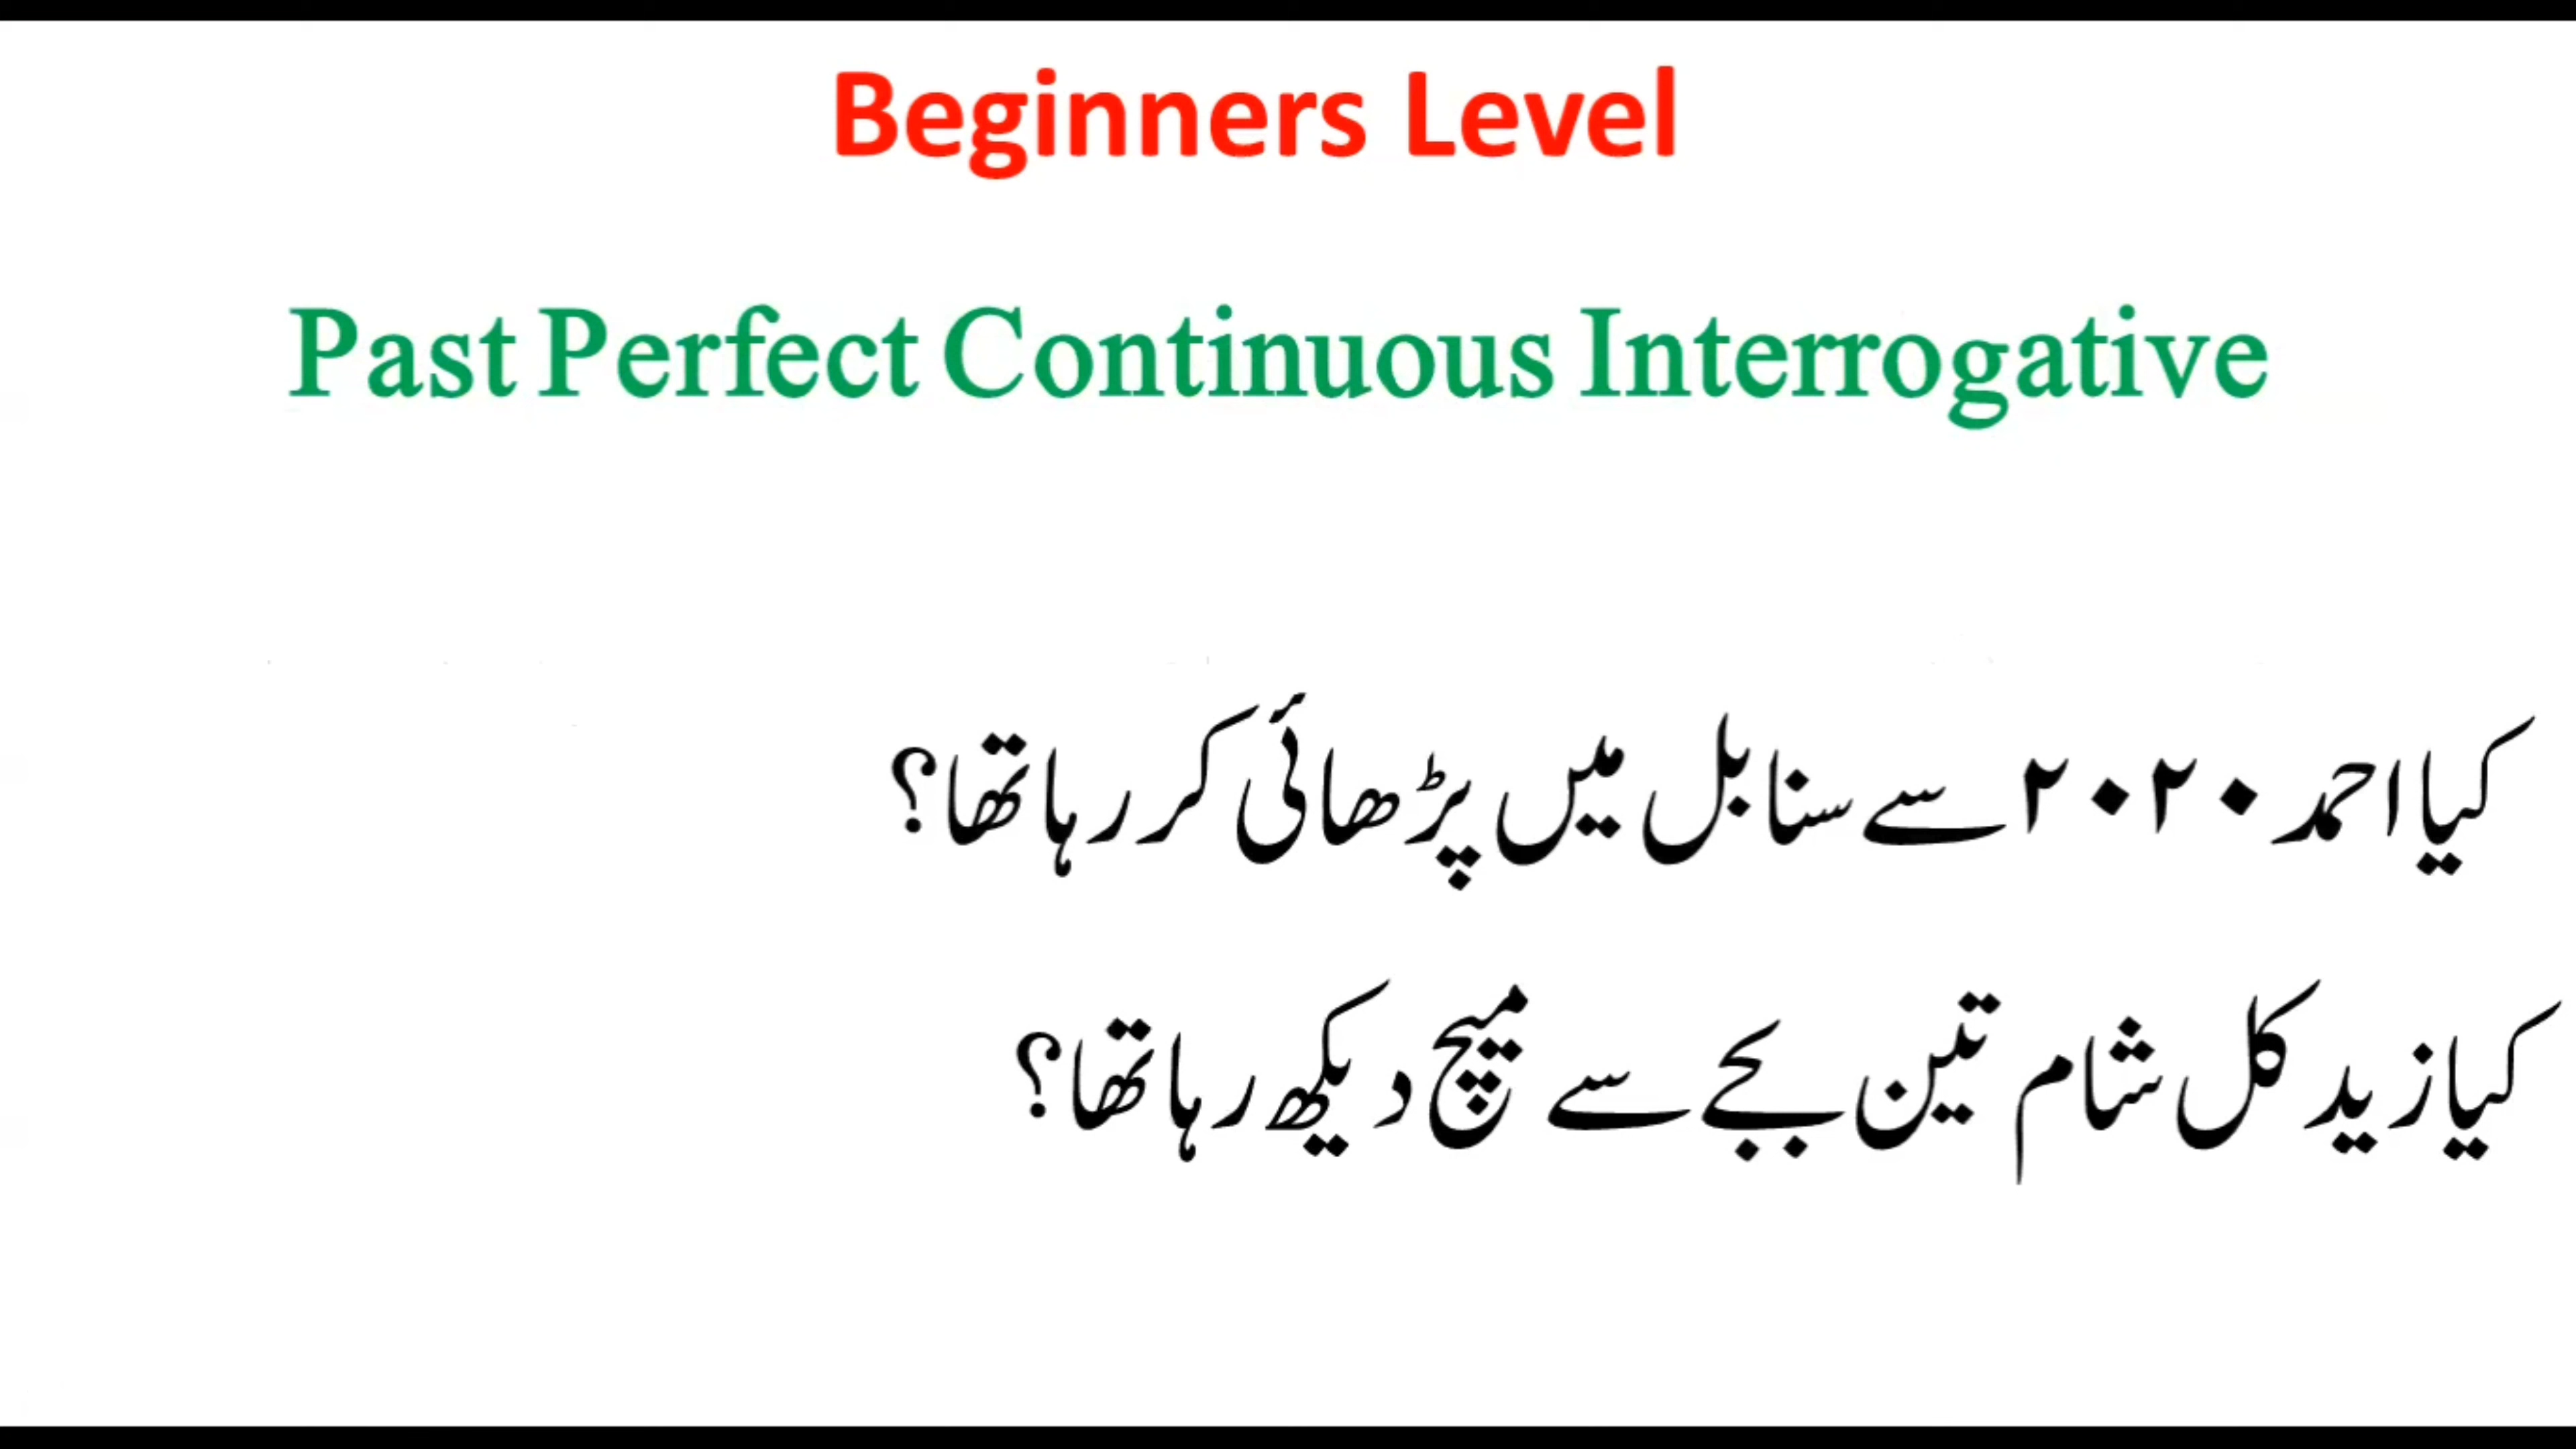 Beginners Level
Past Perfect Continuous Interrogative
کیا احمد ۲۰۲۰ سے سنابل میں پڑھائی کر رہا تھا؟
کیا زید کل شام تین بجے سے میچ دیکھ رہا تھا؟